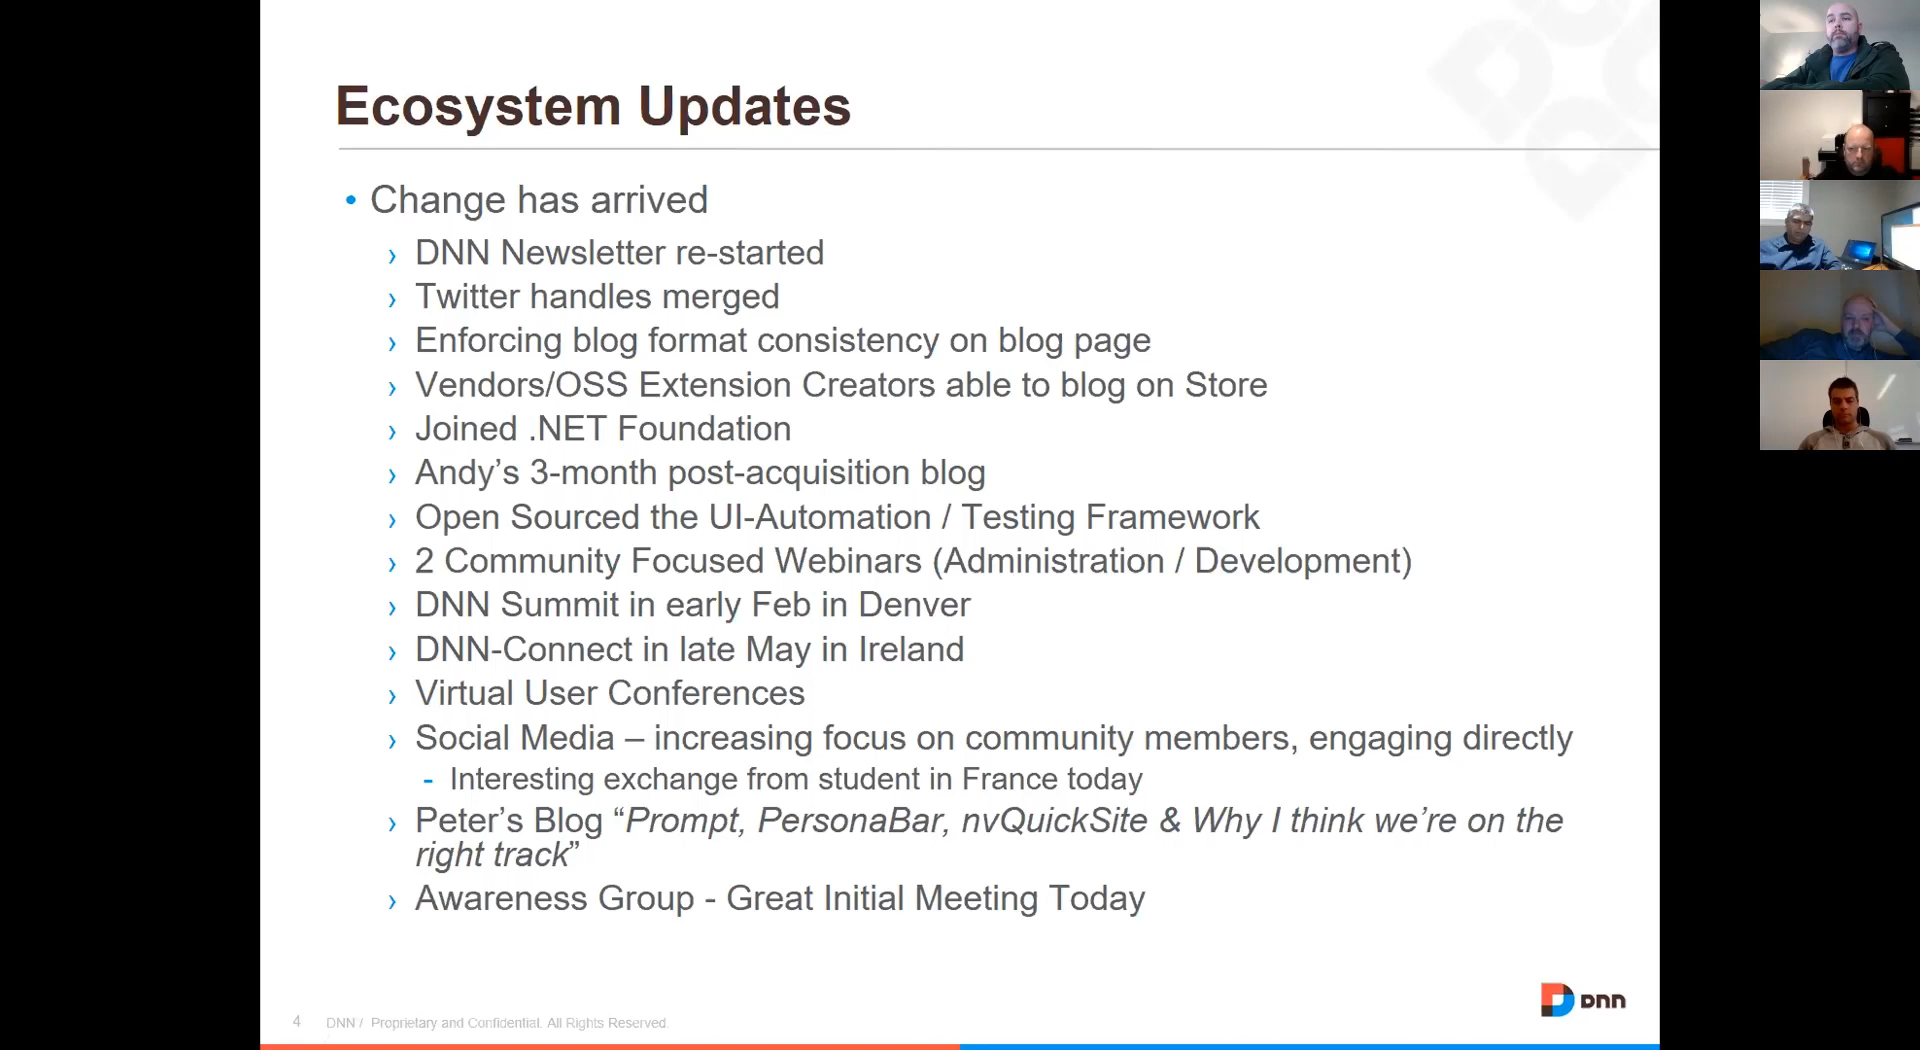 Ecosystem Updates
• Change has arrived
› DNN Newsletter re-started
› Twitter handles merged
› Enforcing blog format consistency on blog page
› Vendors/OSS Extension Creators able to blog on Store
› Joined .NET Foundation
› Andy’s 3-month post-acquisition blog
› Open Sourced the UI-Automation / Testing Framework
› 2 Community Focused Webinars (Administration / Development)
› DNN Summit in early Feb in Denver
› DNN-Connect in late May in Ireland
› Virtual User Conferences
› Social Media – increasing focus on community members, engaging directly
- Interesting exchange from student in France today
› Peter’s Blog “Prompt, PersonaBar, nvQuickSite & Why I think we’re on the
right track”
› Awareness Group - Great Initial Meeting Today
DNN
4 DNN / Proprietary and Confidential. All Rights Reserved.